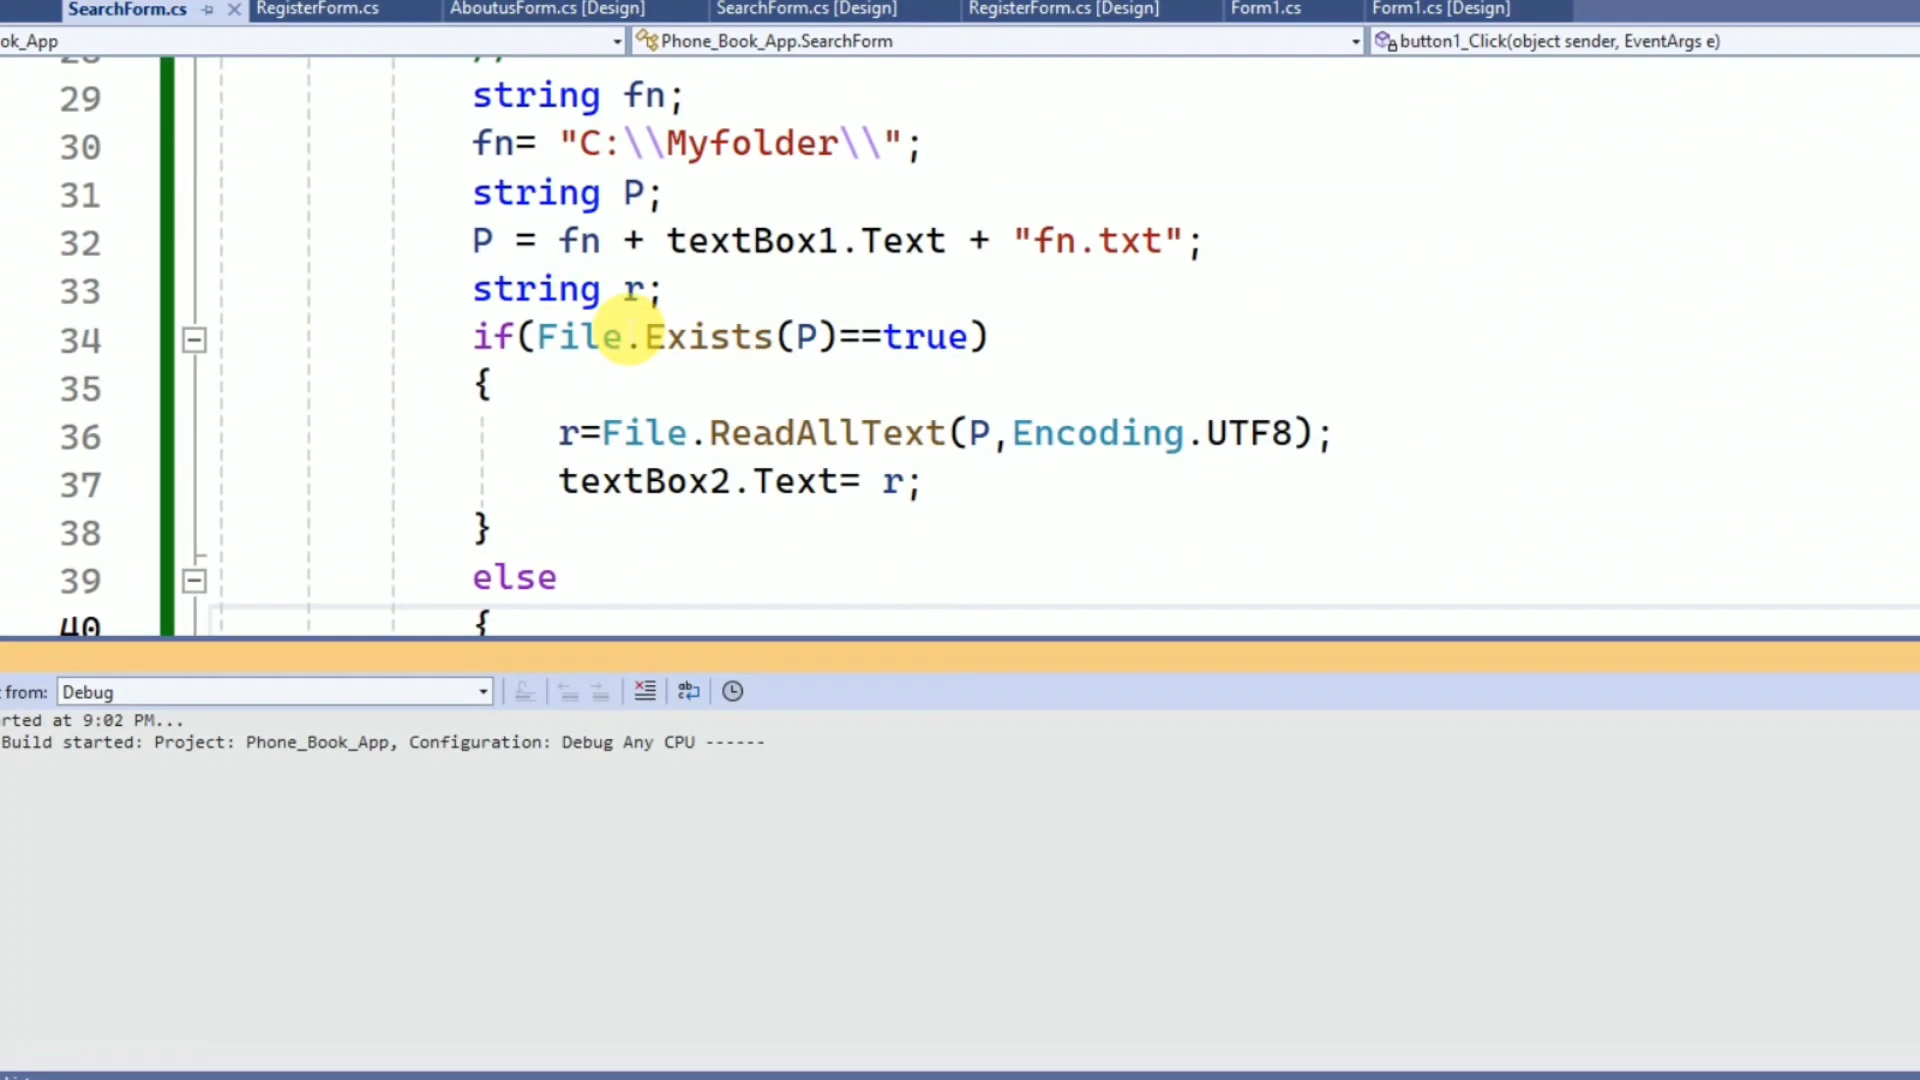 SearchForm.cs RegisterForm.cs AboutusForm.cs [Design] SearchForm.cs [Design] RegisterForm.cs [Design] Form1.cs Form1.cs [Design]
ok_App Phone_Book_App.SearchForm button1_Click(object sender, EventArgs e)
29 string fn;
30 fn= "C:\\Myfolder\\";
31 string P;
32 P = fn + textBox1.Text + "fn.txt";
33 string r;
34 if(File.Exists(P)==true)
35 {
36 r=File.ReadAllText(P,Encoding.UTF8);
37 textBox2.Text= r;
38 }
39 else
40 {
from: Debug
rted at 9:02 PM...
Build started: Project: Phone_Book_App, Configuration: Debug Any CPU ------